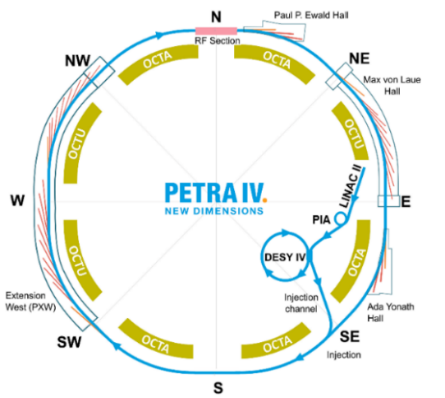 N
Paul P. Ewald Hall
RF Section
OCTA
OCTA
NW
NE
Max von Laue
Hall
OCTU
OCTU
LINAC II
W
PETRA IV.
NEW DIMENSIONS
E
PIA
OCTU
DESY IV
OCTA
Extension
West (PXW)
Injection
channel
Ada Yonath
Hall
SW
OCTA
OCTA
SE
Injection
S